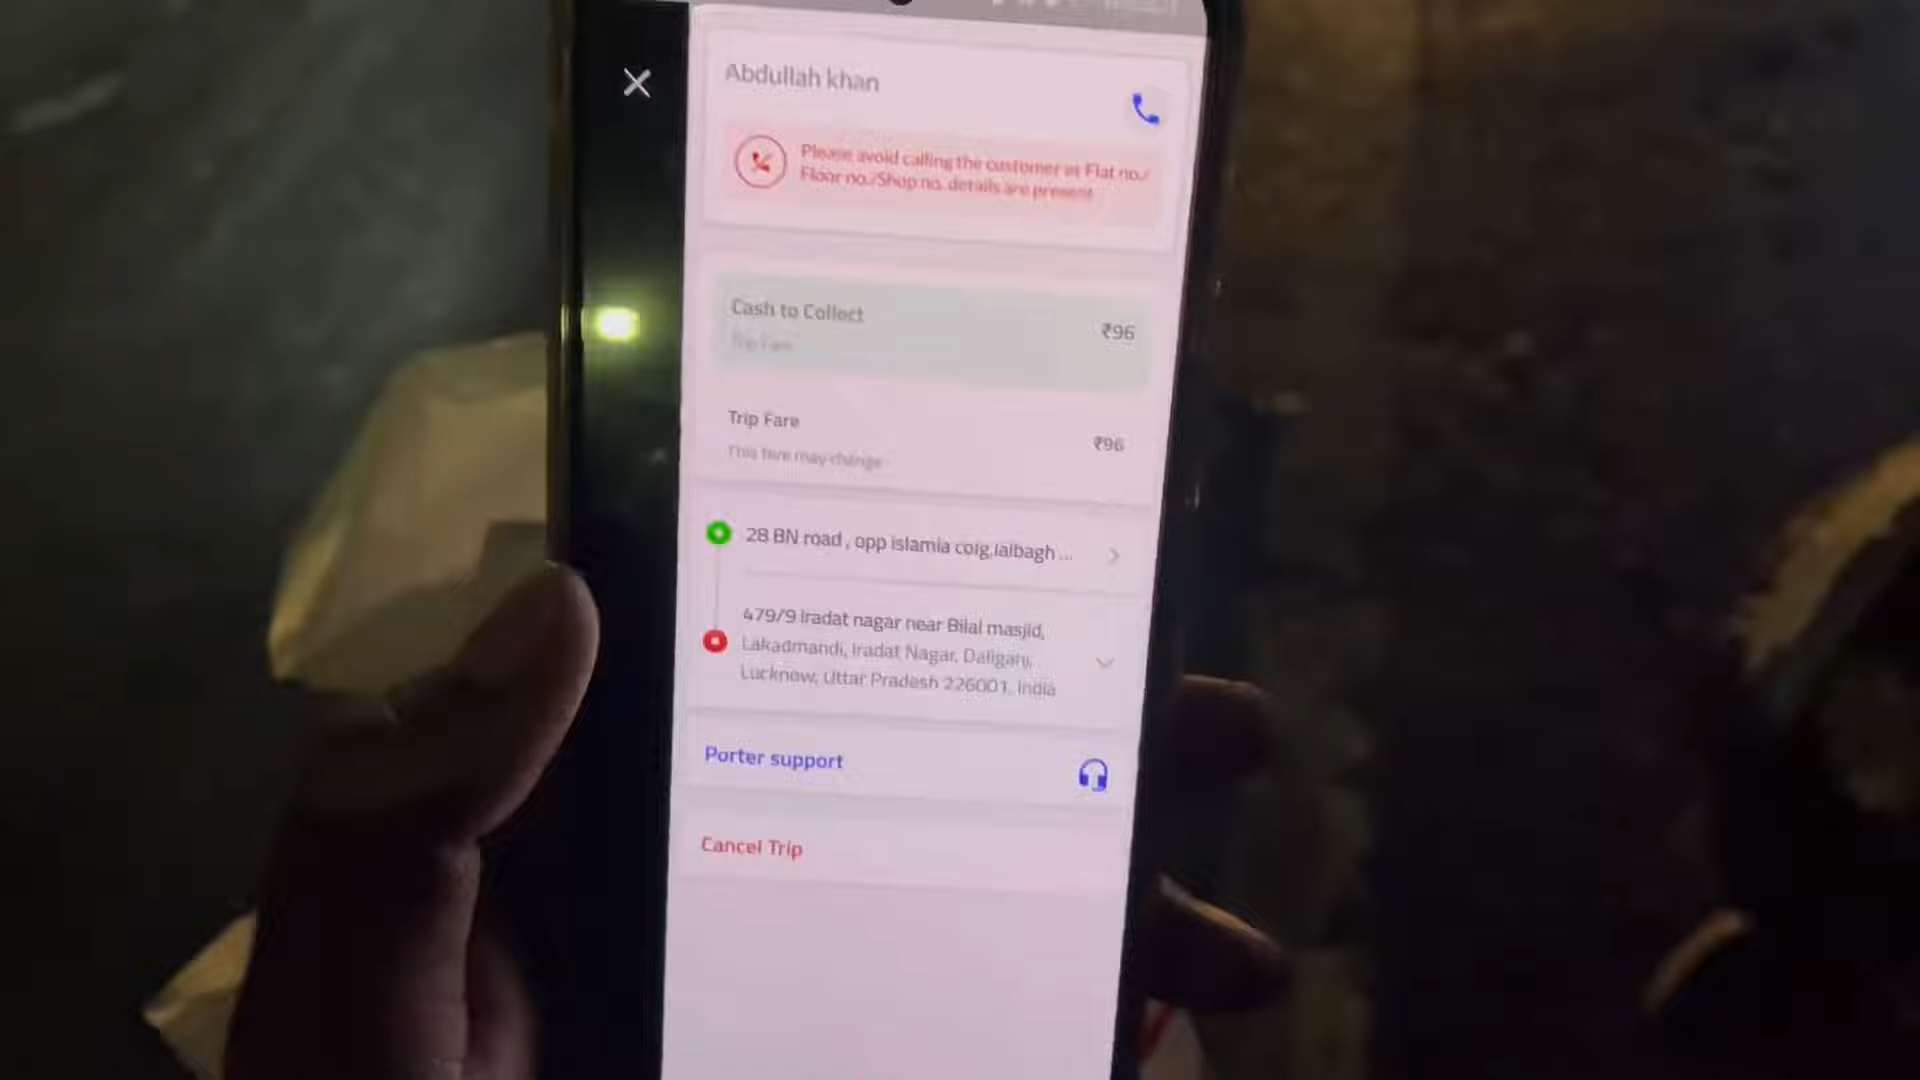 Abdullah khan
Please avoid calling the customer as Flat no./
Floor no./Shop no. details are present
Cash to Collect
₹96
Trip Fare
₹96
This fare may change
28 BN road , opp islamia colg,lalbagh ...
479/9 Iradat nagar near Bilal masjid,
Lakadmandi, Iradat Nagar, Daliganj,
Lucknow, Uttar Pradesh 226001, India
Porter support
Cancel Trip